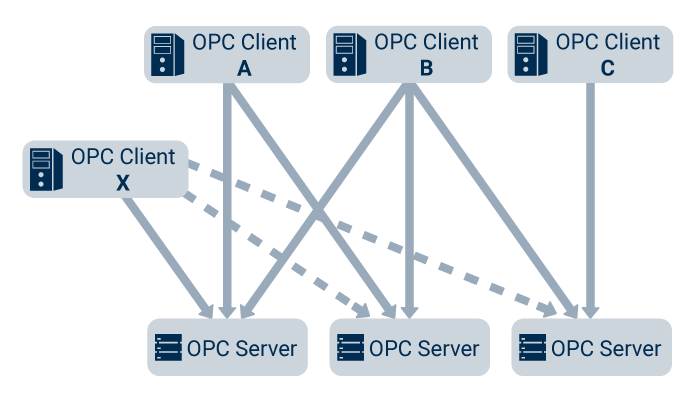 OPC Client
A
OPC Client
B
OPC Client
C
OPC Client
X
OPC Server
OPC Server
OPC Server